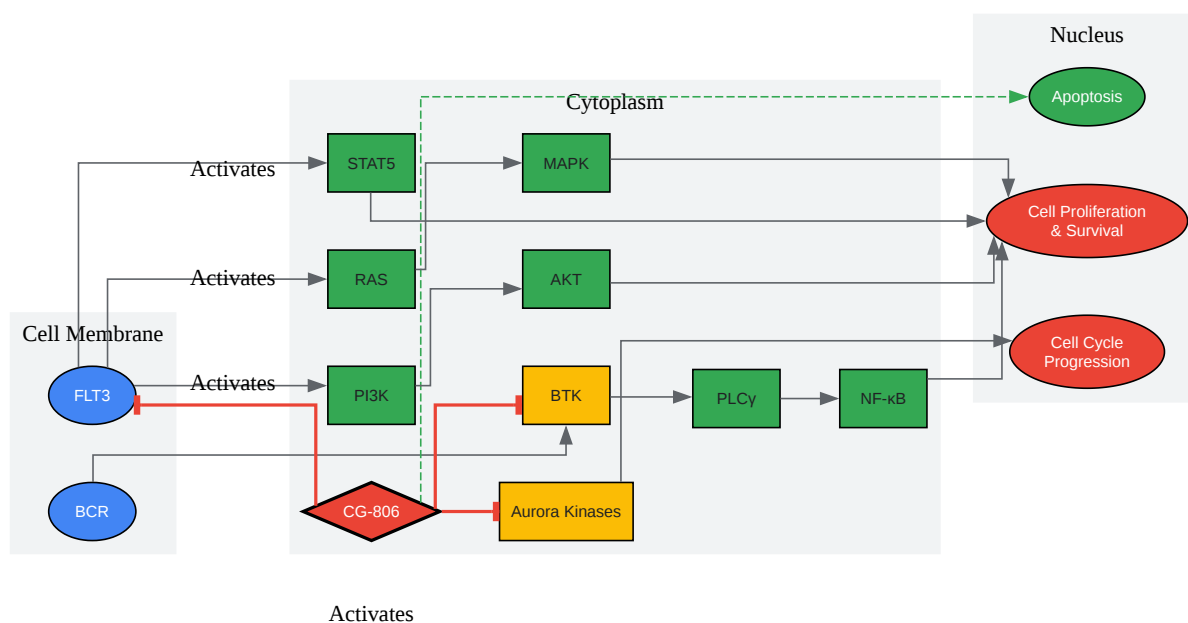 Nucleus
Apoptosis
Cytoplasm
STAT5
MAPK
Activates
Cell Proliferation
& Survival
RAS
AKT
Activates
Cell Membrane
Cell Cycle
Progression
FLT3
Activates
PI3K
BTK
PLCγ
NF-κB
BCR
CG-806
Aurora Kinases
Activates